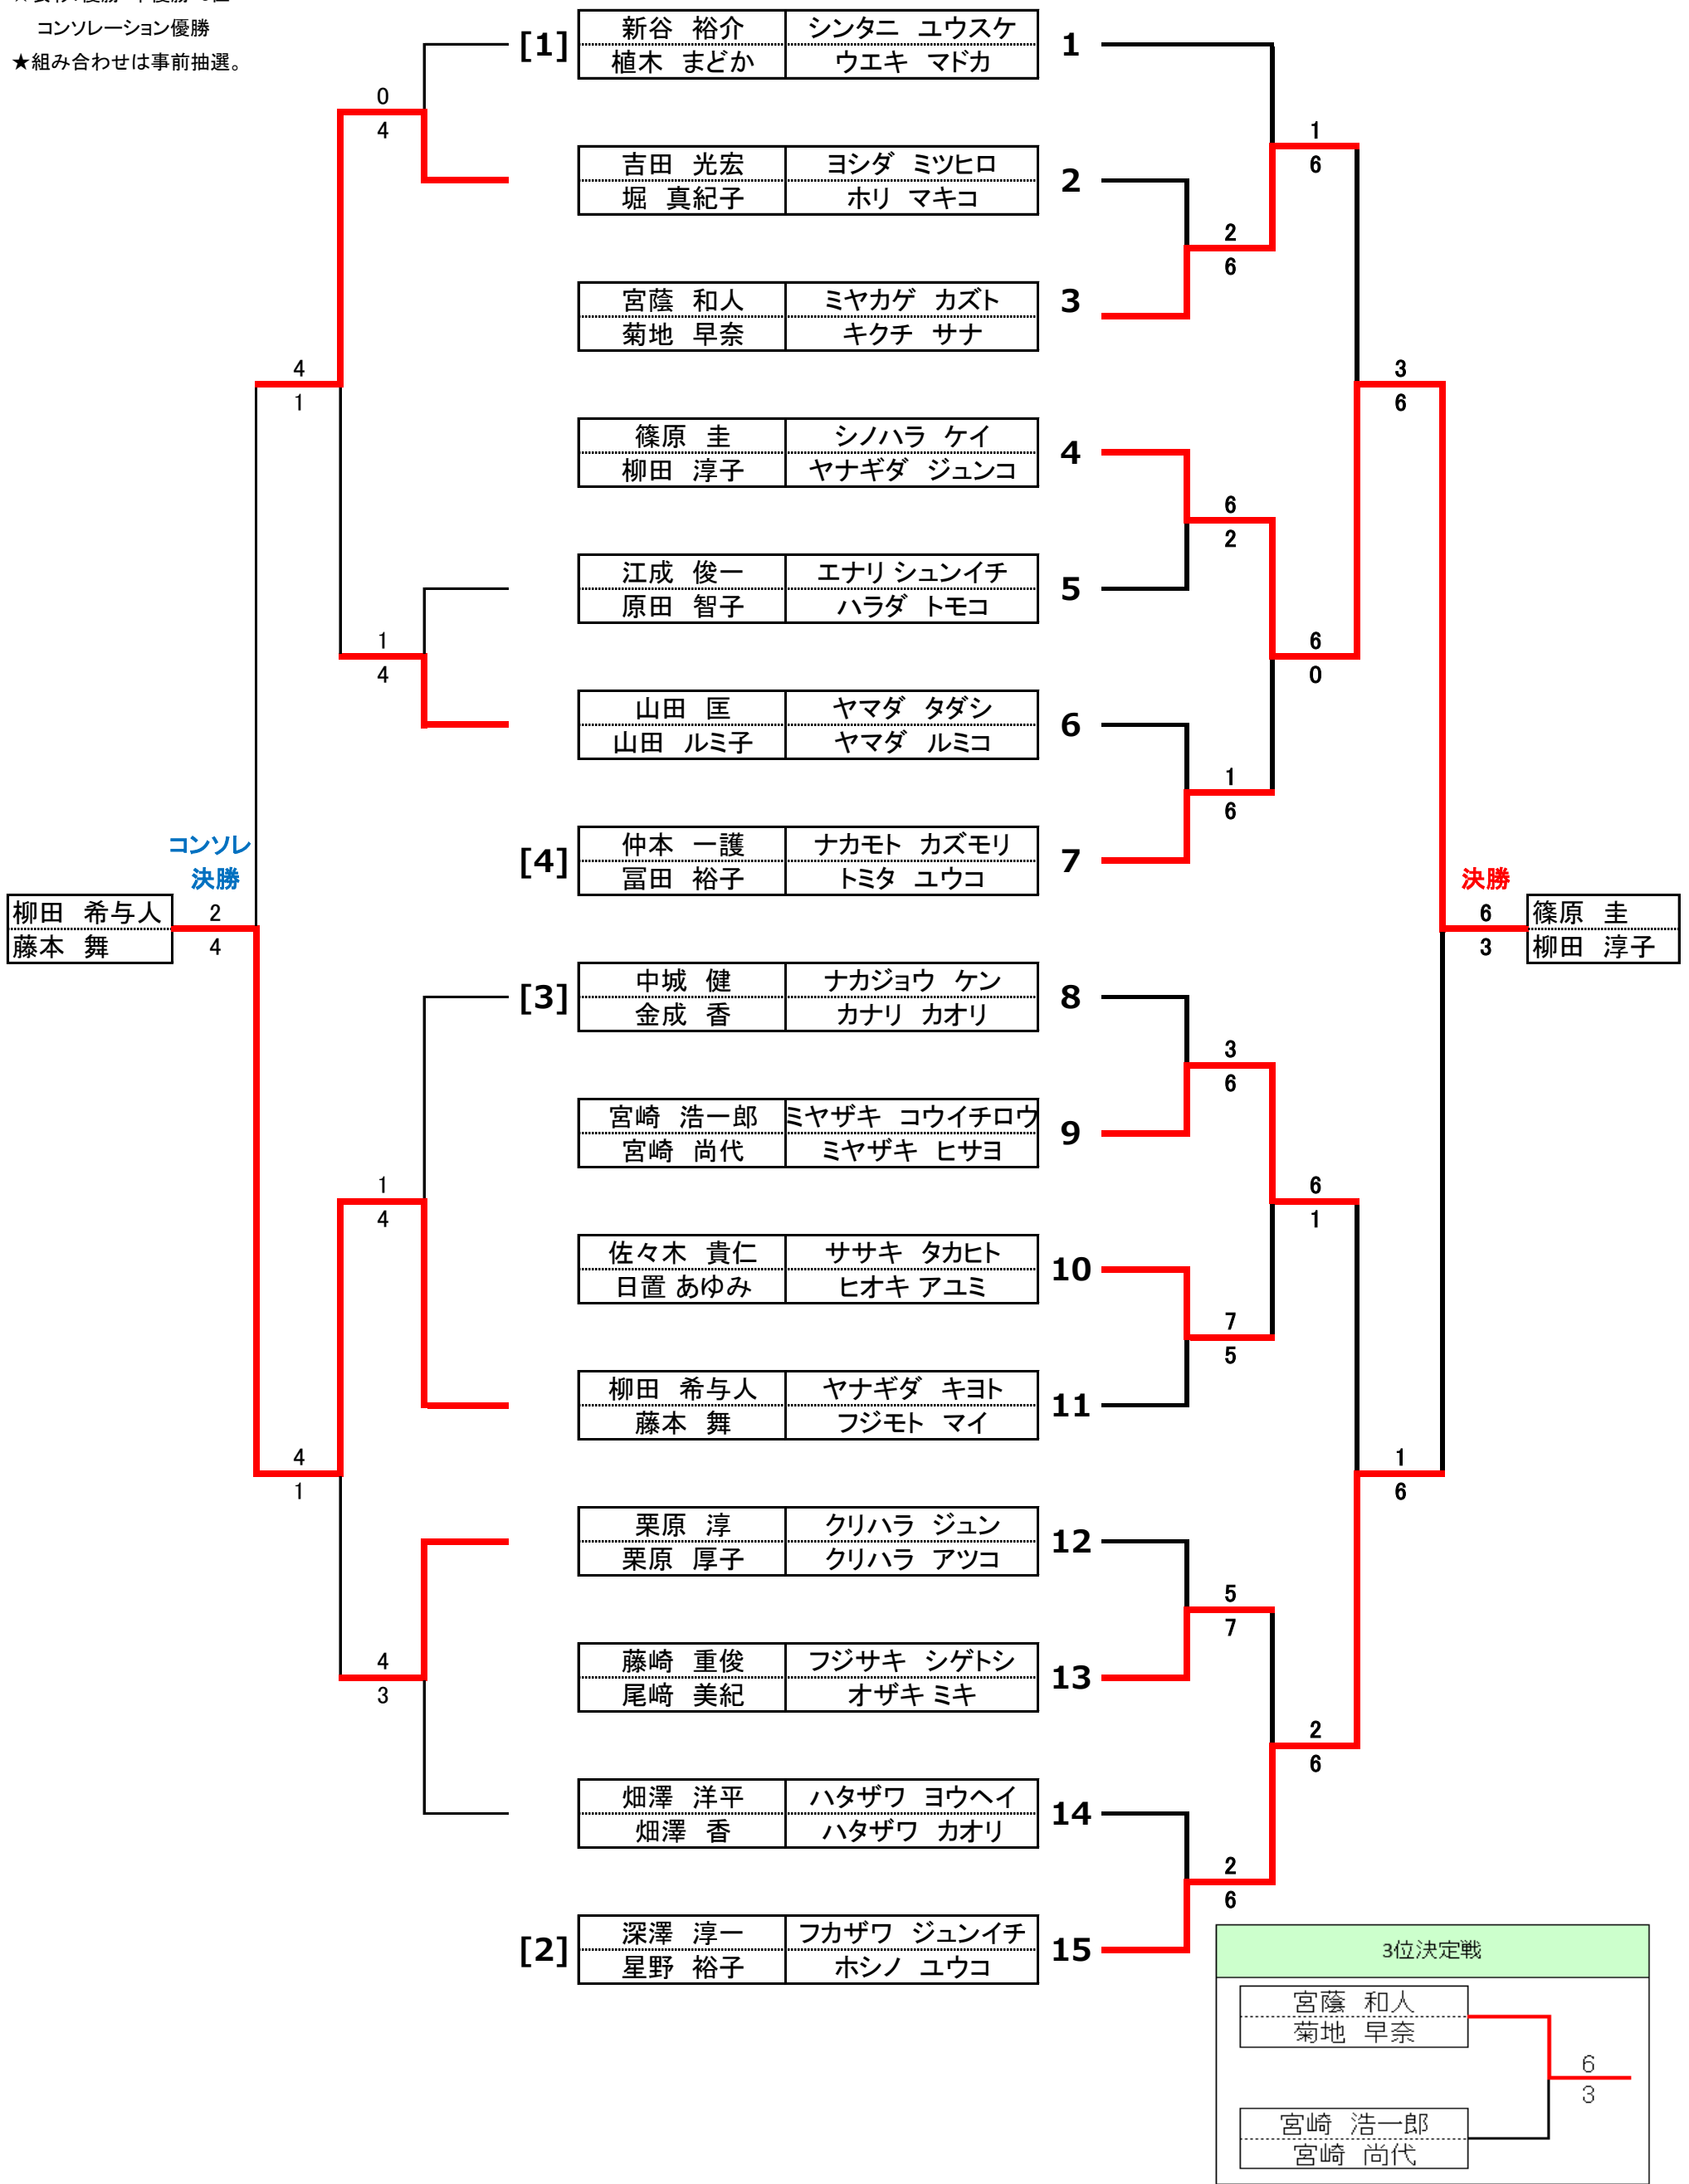 コンソレーション優勝
★組み合わせは事前抽選。
[1] 新谷 裕介 シンタニ ユウスケ 1
植木 まどか ウエキ マドカ
0
4
1
6
吉田 光宏 ヨシダ ミツヒロ 2
堀 真紀子 ホリ マキコ
2
6
宮蔭 和人 ミヤカゲ カズト 3
菊地 早奈 キクチ サナ
4
1
3
6
篠原 圭 シノハラ ケイ 4
柳田 淳子 ヤナギダ ジュンコ
6
2
江成 俊一 エナリ シュンイチ 5
原田 智子 ハラダ トモコ
1
4
6
0
山田 匡 ヤマダ タダシ 6
山田 ルミ子 ヤマダ ルミコ
1
6
[4] 仲本 一護 ナカモト カズモリ 7
冨田 裕子 トミタ ユウコ
コンソレ
決勝
柳田 希与人 2
藤本 舞 4
決勝
6 篠原 圭
3 柳田 淳子
[3] 中城 健 ナカジョウ ケン 8
金成 香 カナリ カオリ
3
6
宮崎 浩一郎 ミヤザキ コウイチロウ 9
宮崎 尚代 ミヤザキ ヒサヨ
1
4
6
1
佐々木 貴仁 ササキ タカヒト 10
日置 あゆみ ヒオキ アユミ
7
5
柳田 希与人 ヤナギダ キヨト 11
藤本 舞 フジモト マイ
4
1
1
6
栗原 淳 クリハラ ジュン 12
栗原 厚子 クリハラ アツコ
5
7
藤崎 重俊 フジサキ シゲトシ 13
尾﨑 美紀 オザキ ミキ
4
3
2
6
畑澤 洋平 ハタザワ ヨウヘイ 14
畑澤 香 ハタザワ カオリ
2
6
[2] 深澤 淳一 フカザワ ジュンイチ 15
星野 裕子 ホシノ ユウコ
3位決定戦
宮蔭 和人
菊地 早奈
6
3
宮崎 浩一郎
宮崎 尚代